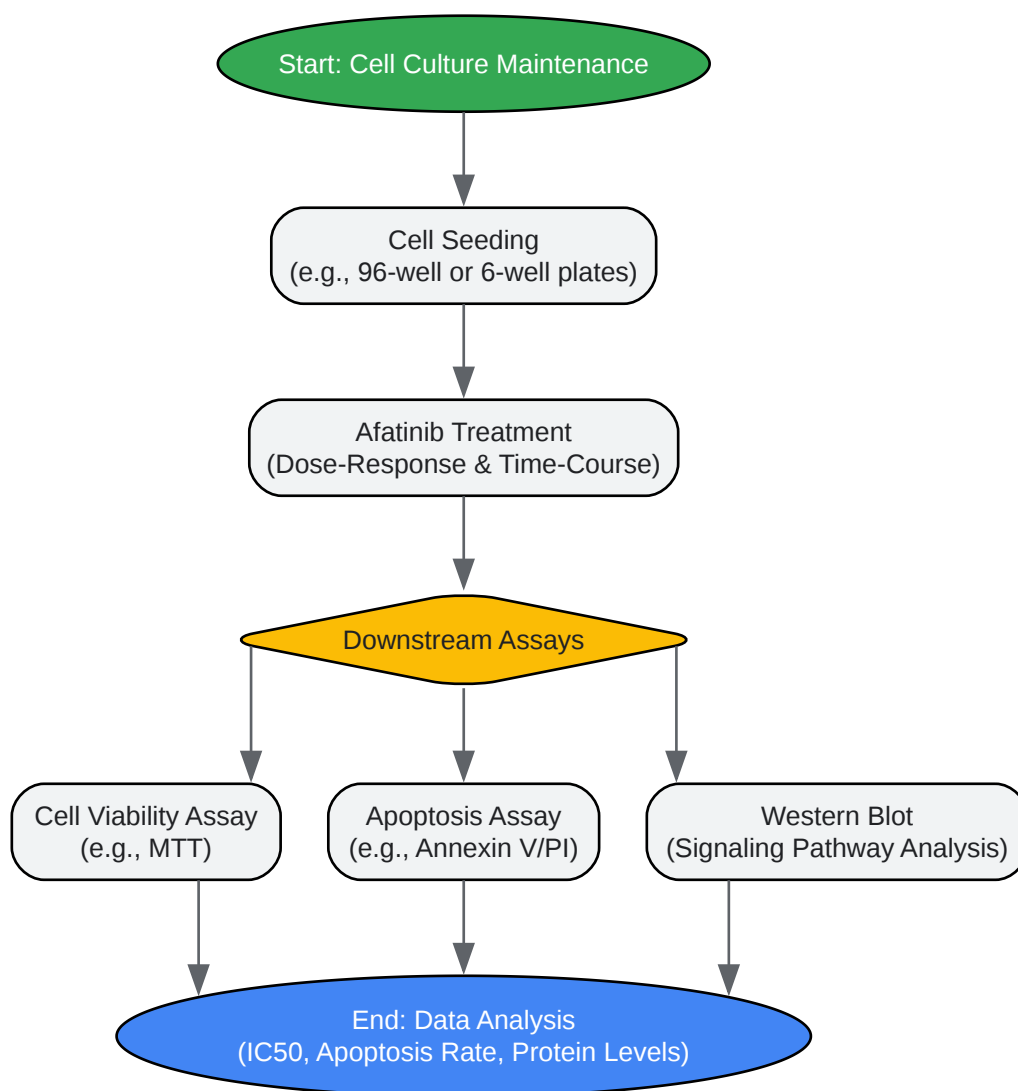 Start: Cell Culture Maintenance
Cell Seeding
(e.g., 96-well or 6-well plates)
Afatinib Treatment
(Dose-Response & Time-Course)
Downstream Assays
Cell Viability Assay
(e.g., MTT)
Apoptosis Assay
(e.g., Annexin V/PI)
Western Blot
(Signaling Pathway Analysis)
End: Data Analysis
(IC50, Apoptosis Rate, Protein Levels)